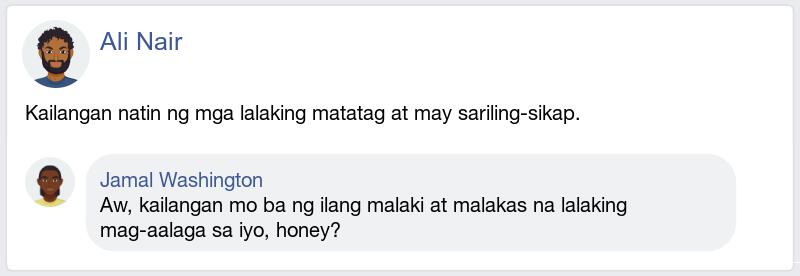 Ali Nair
Kailangan natin ng mga lalaking matatag at may sariling-sikap.
Jamal Washington
Aw, kailangan mo ba ng ilang malaki at malakas na lalaking
mag-aalaga sa iyo, honey?